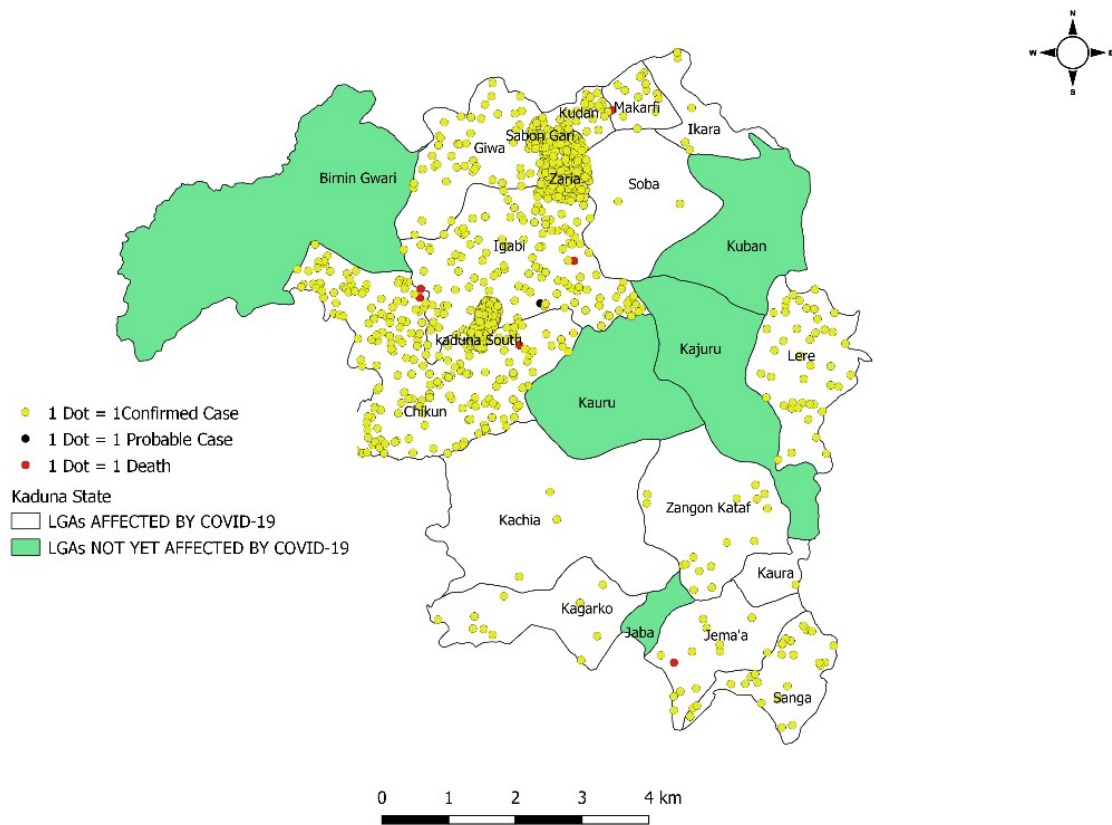 N
W E
S
Makarfi
Kudan
Ikara
Sabon Gari
Giwa
Zaria
Birnin Gwari
Soba
Igabi
Kuban
kaduna South
Kajuru
Lere
Kauru
Chikun
1 Dot = 1Confirmed Case
1 Dot = 1 Probable Case
1 Dot = 1 Death
Kaduna State
LGAs AFFECTED BY COVID-19
LGAs NOT YET AFFECTED BY COVID-19
Zangon Kataf
Kachia
Kaura
Kagarko
Jaba
Jema'a
Sanga
0 1 2 3 4 km